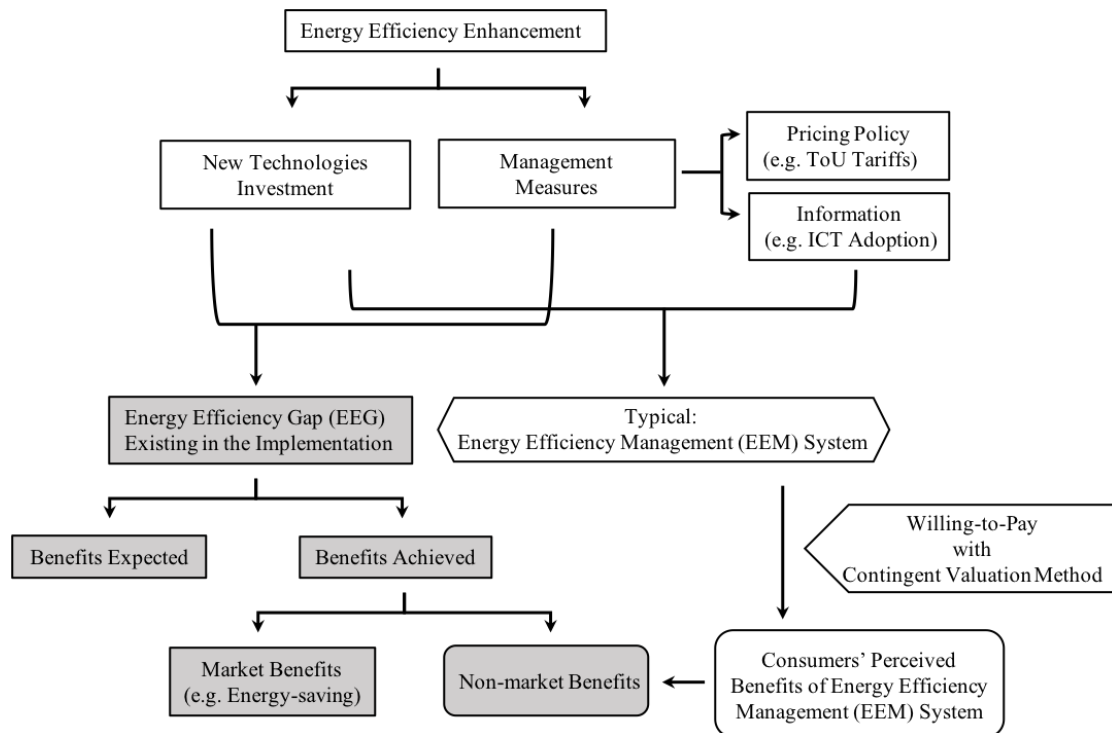 Energy Efficiency Enhancement
New Technologies
Investment
Management
Measures
Pricing Policy
(e.g. ToU Tariffs)
Information
(e.g. ICT Adoption)
Energy Efficiency Gap (EEG)
Existing in the Implementation
Typical:
Energy Efficiency Management (EEM) System
Benefits Expected
Benefits Achieved
Willing-to-Pay
with
Contingent Valuation Method
Market Benefits
(e.g. Energy-saving)
Non-market Benefits
Consumers’ Perceived
Benefits of Energy Efficiency
Management (EEM) System